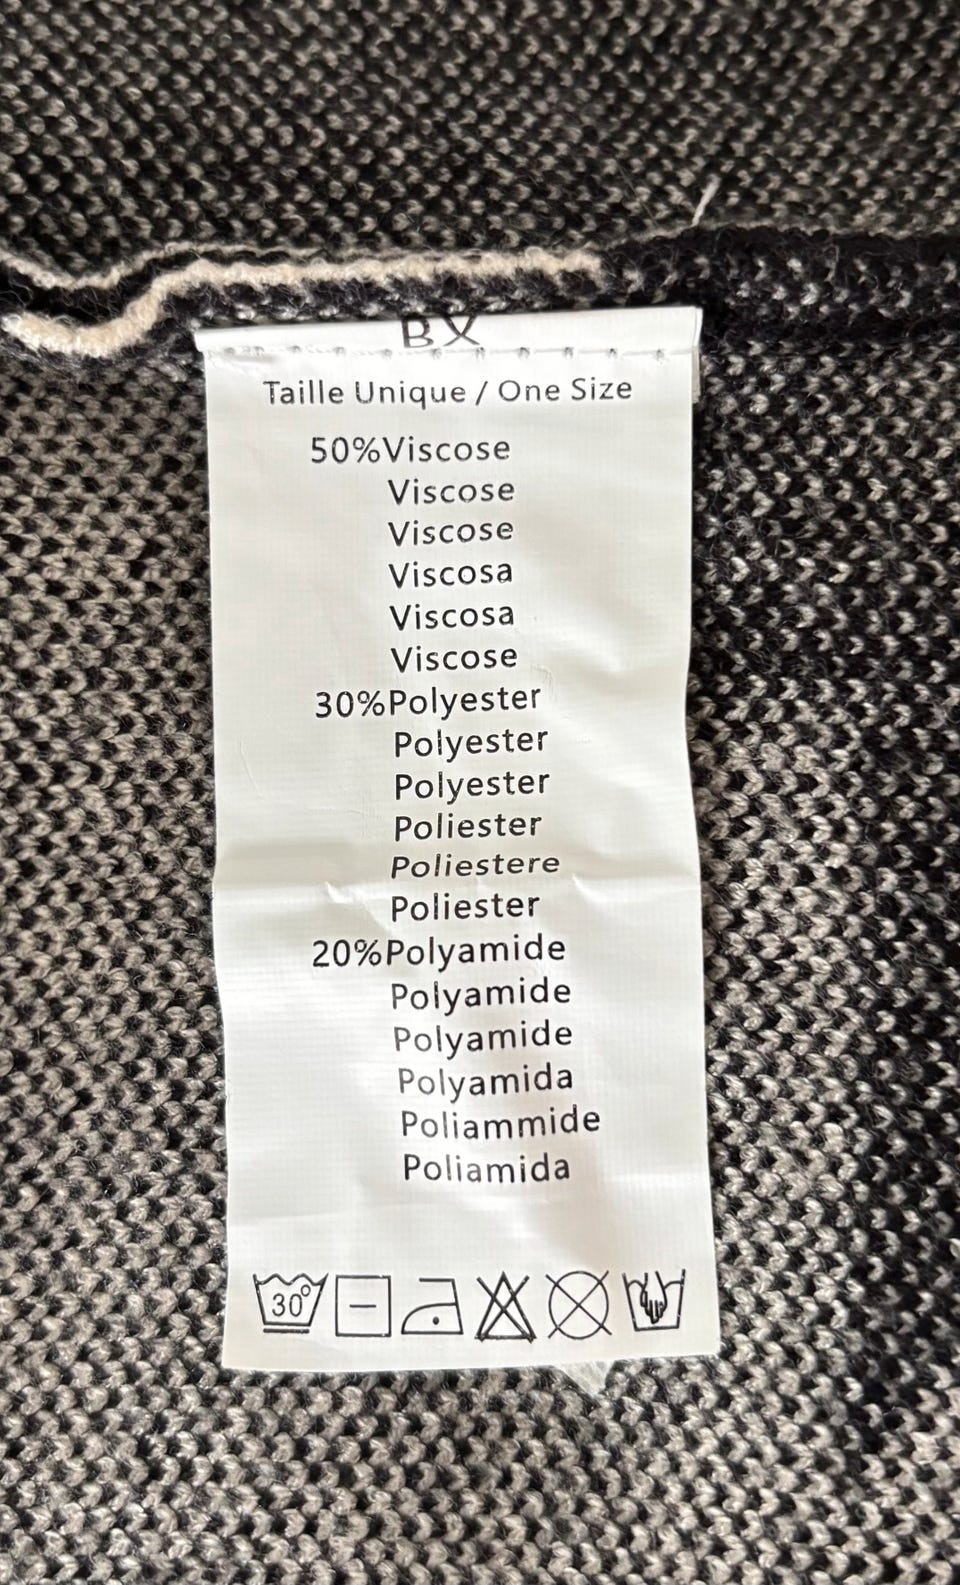 BX
Taille Unique / One Size
50%Viscose
Viscose
Viscose
Viscosa
Viscosa
Viscose
30%Polyester
Polyester
Polyester
Poliester
Poliestere
Poliester
20%Polyamide
Polyamide
Polyamide
Polyamida
Poliammide
Poliamida
30°